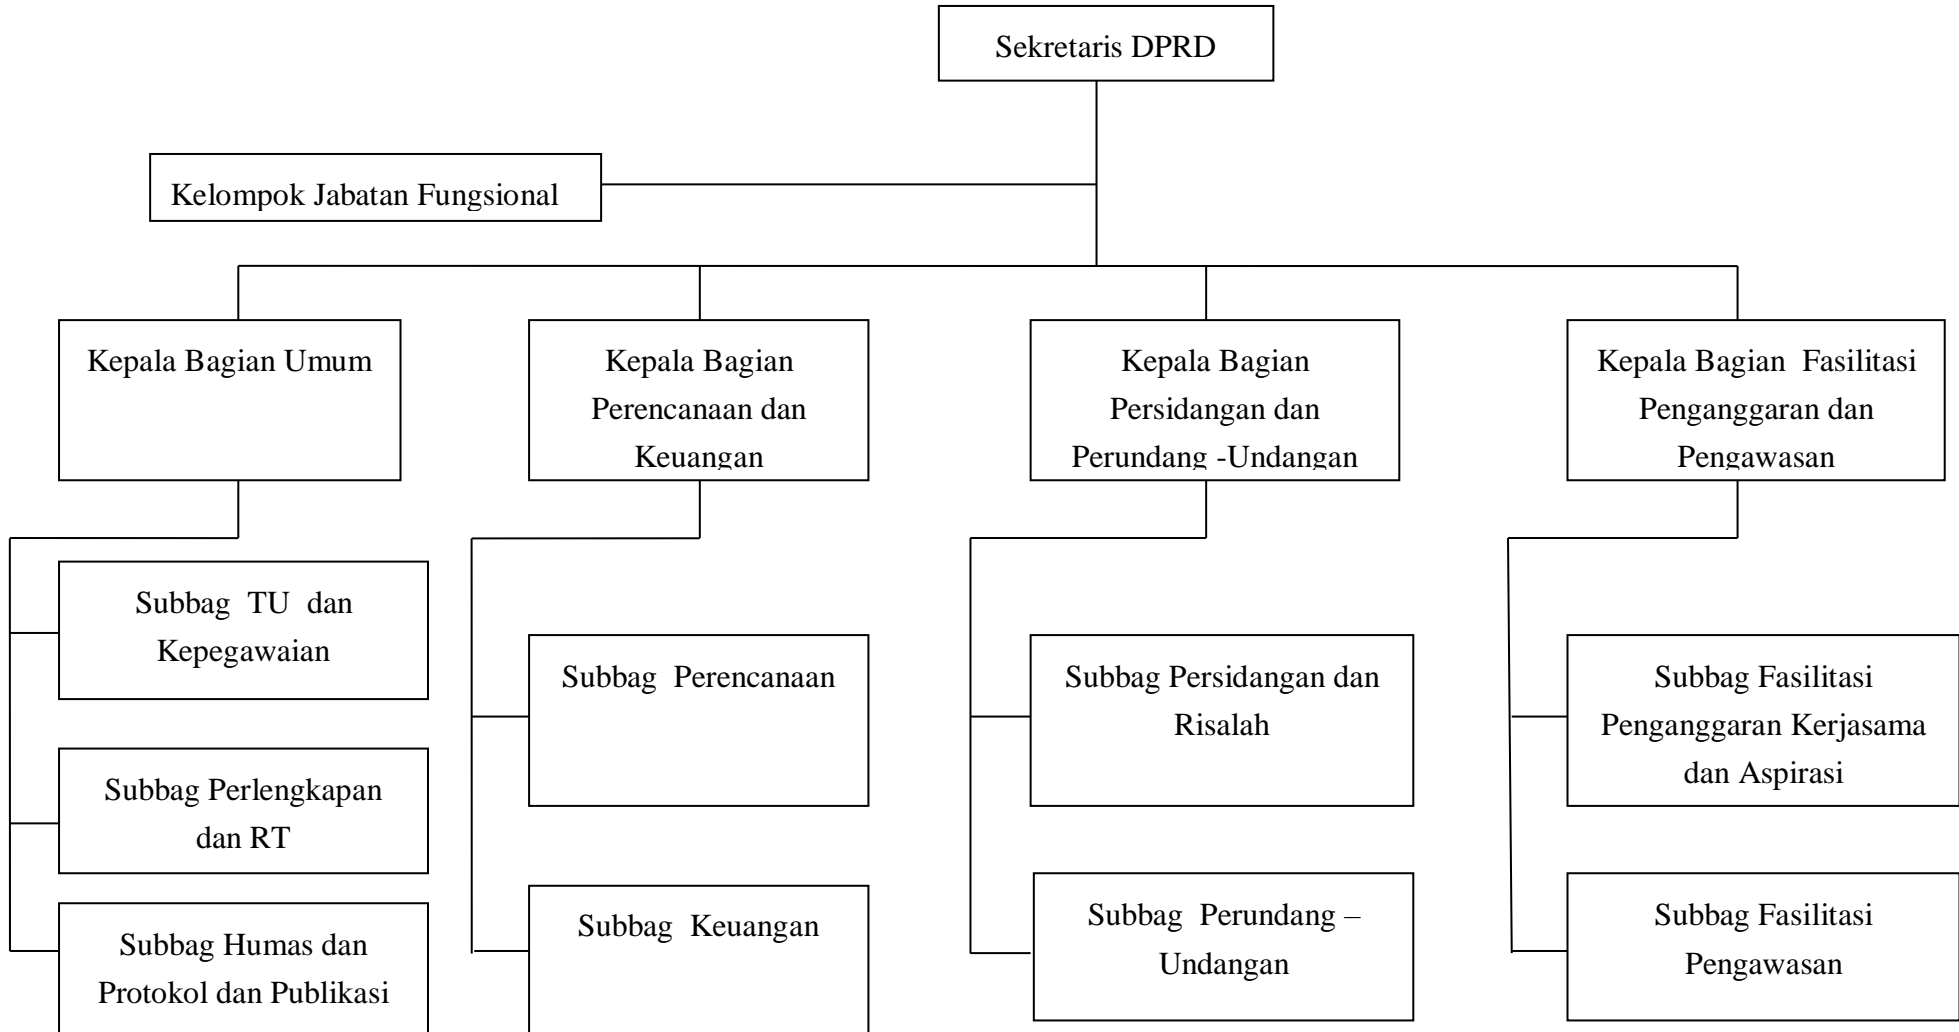 Sekretaris DPRD
Kelompok Jabatan Fungsional
Kepala Bagian Umum
Kepala Bagian
Perencanaan dan
Keuangan
Kepala Bagian
Persidangan dan
Perundang -Undangan
Kepala Bagian  Fasilitasi
Penganggaran dan
Pengawasan
Subbag  TU  dan
Kepegawaian
Subbag Perlengkapan
dan RT
Subbag Humas dan
Protokol dan Publikasi
Subbag  Perencanaan
Subbag  Keuangan
Subbag Persidangan dan
Risalah
Subbag  Perundang –
Undangan
Subbag Fasilitasi
Penganggaran Kerjasama
dan Aspirasi
Subbag Fasilitasi
Pengawasan